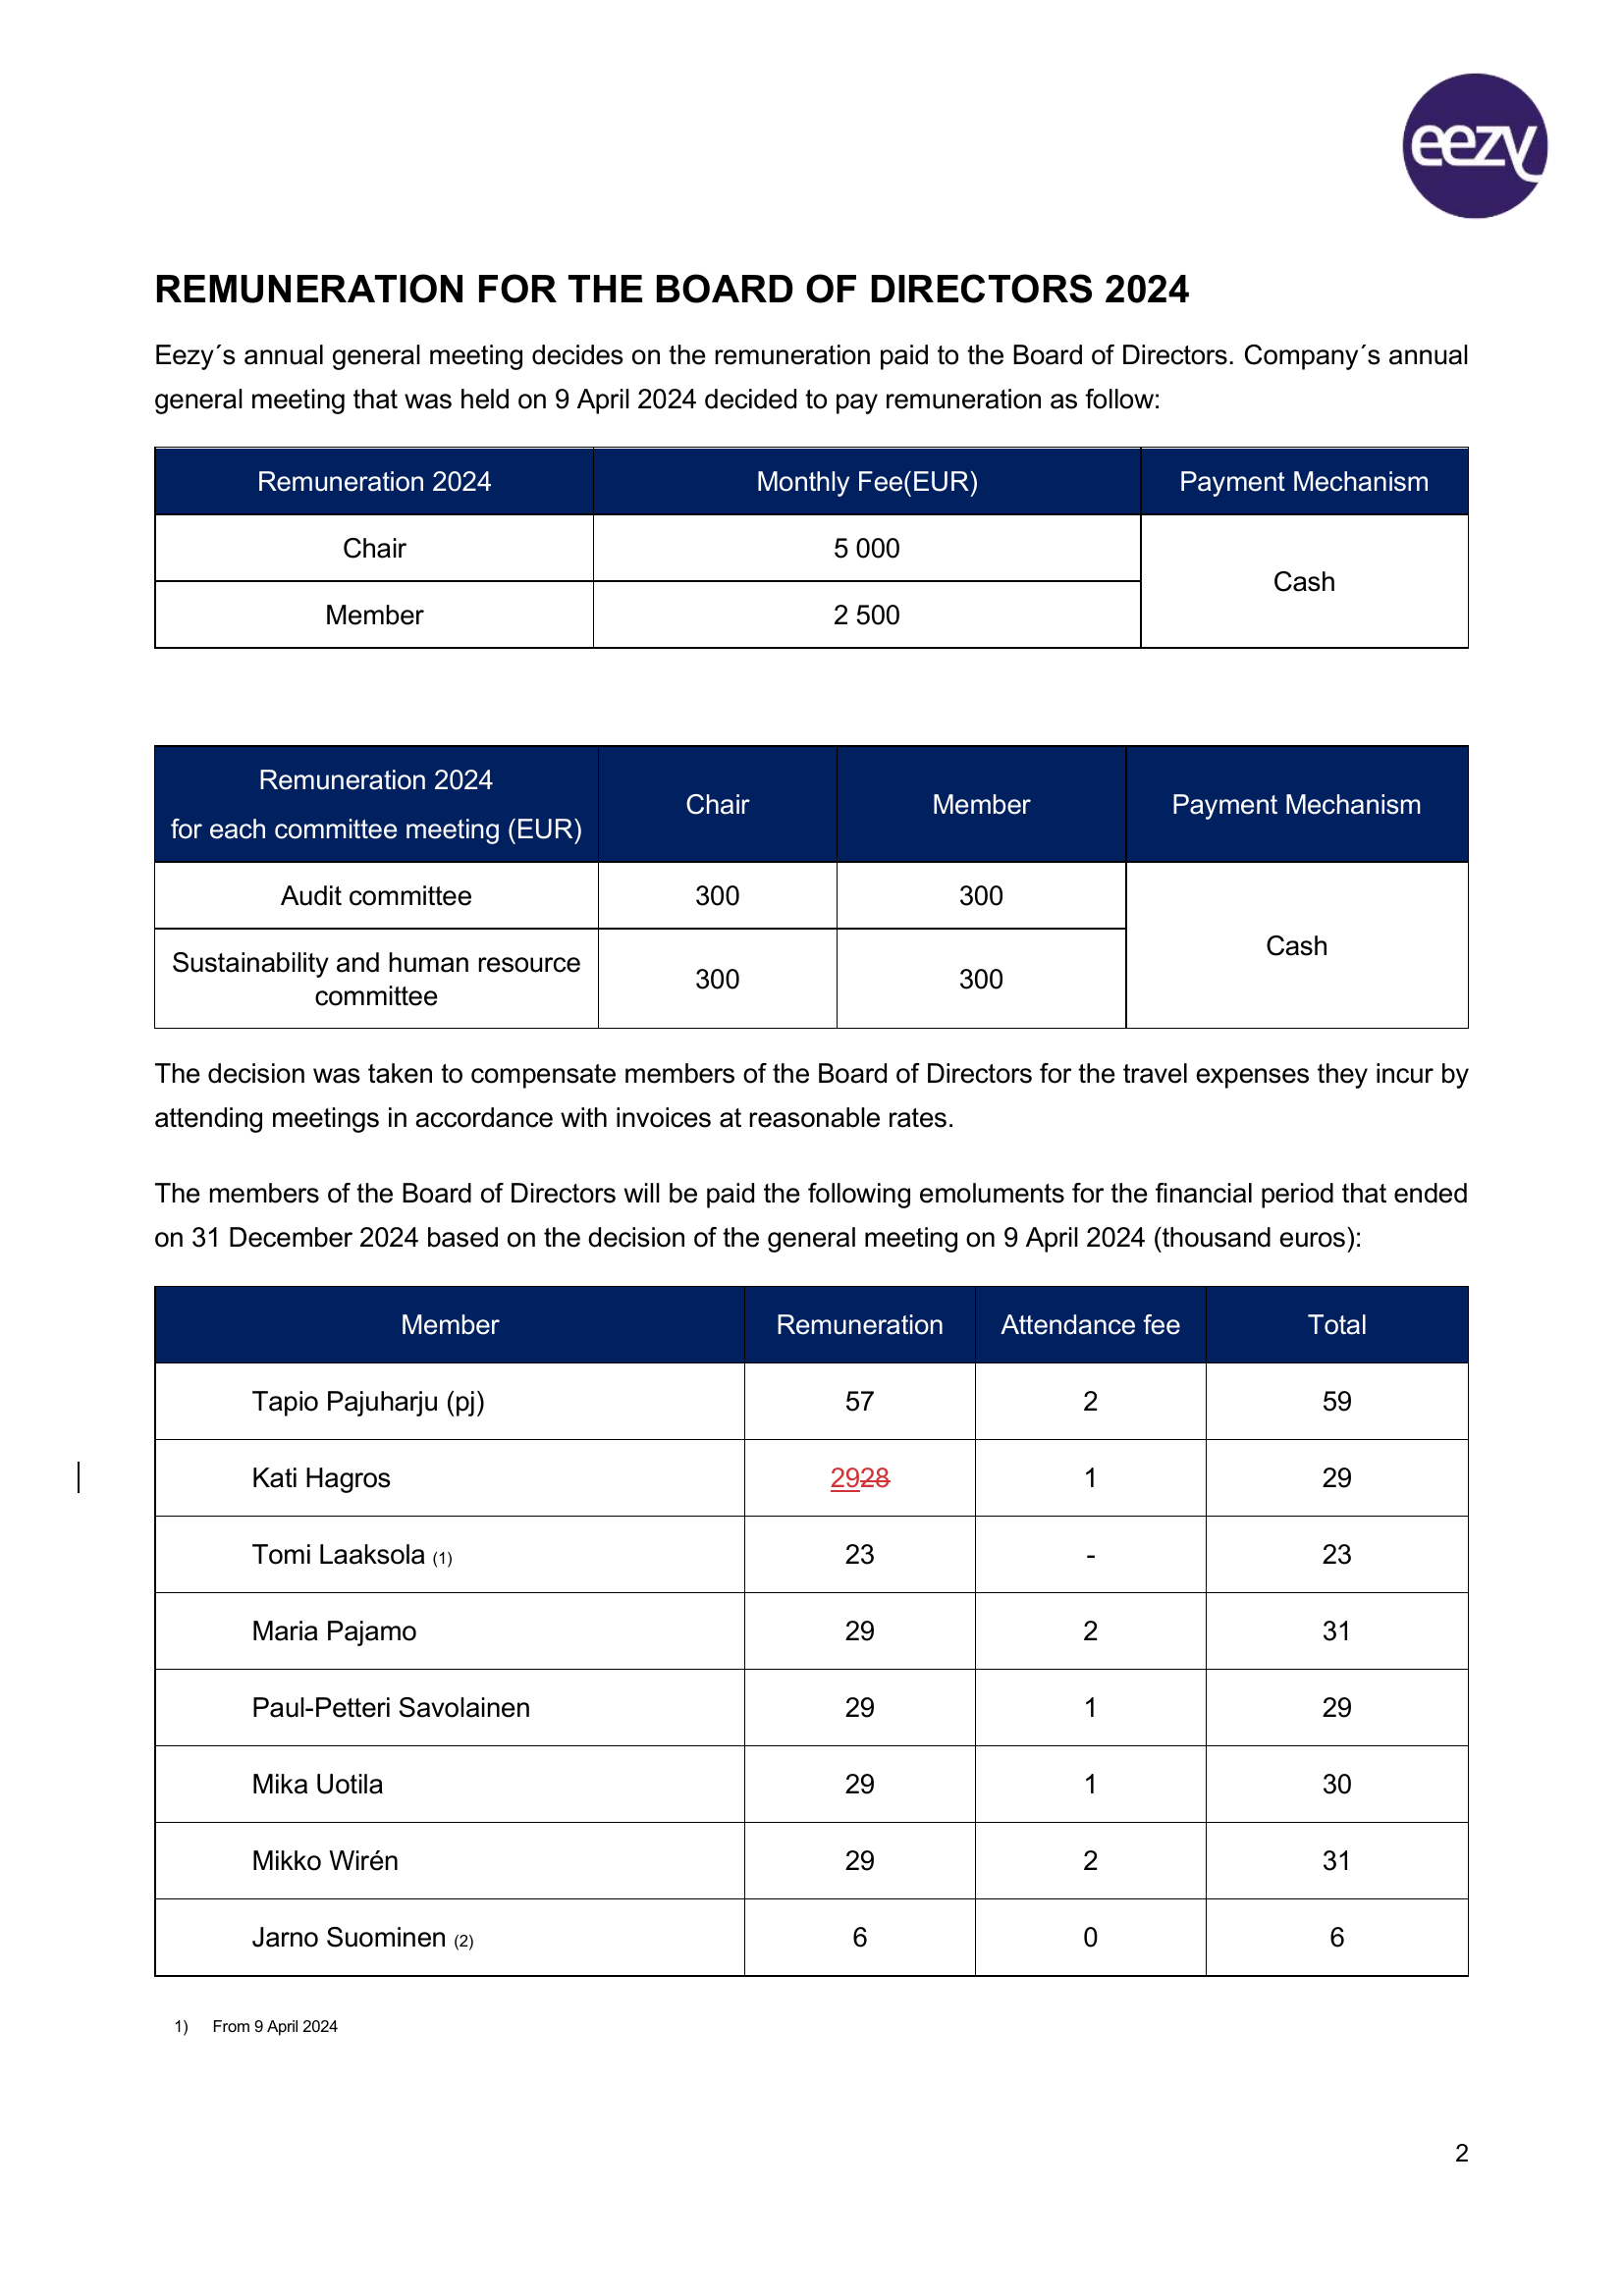 eezy
REMUNERATION FOR THE BOARD OF DIRECTORS 2024
Eezy´s annual general meeting decides on the remuneration paid to the Board of Directors. Company´s annual
general meeting that was held on 9 April 2024 decided to pay remuneration as follow:
Remuneration 2024 Monthly Fee(EUR) Payment Mechanism
Chair 5 000
Cash
Member 2 500
Remuneration 2024
for each committee meeting (EUR) Chair Member Payment Mechanism
Audit committee 300 300
Cash
Sustainability and human resource
committee 300 300
The decision was taken to compensate members of the Board of Directors for the travel expenses they incur by
attending meetings in accordance with invoices at reasonable rates.
The members of the Board of Directors will be paid the following emoluments for the financial period that ended
on 31 December 2024 based on the decision of the general meeting on 9 April 2024 (thousand euros):
Member Remuneration Attendance fee Total
Tapio Pajuharju (pj) 57 2 59
Kati Hagros 2928 1 29
Tomi Laaksola (1) 23 - 23
Maria Pajamo 29 2 31
Paul-Petteri Savolainen 29 1 29
Mika Uotila 29 1 30
Mikko Wirén 29 2 31
Jarno Suominen (2) 6 0 6
1) From 9 April 2024
2